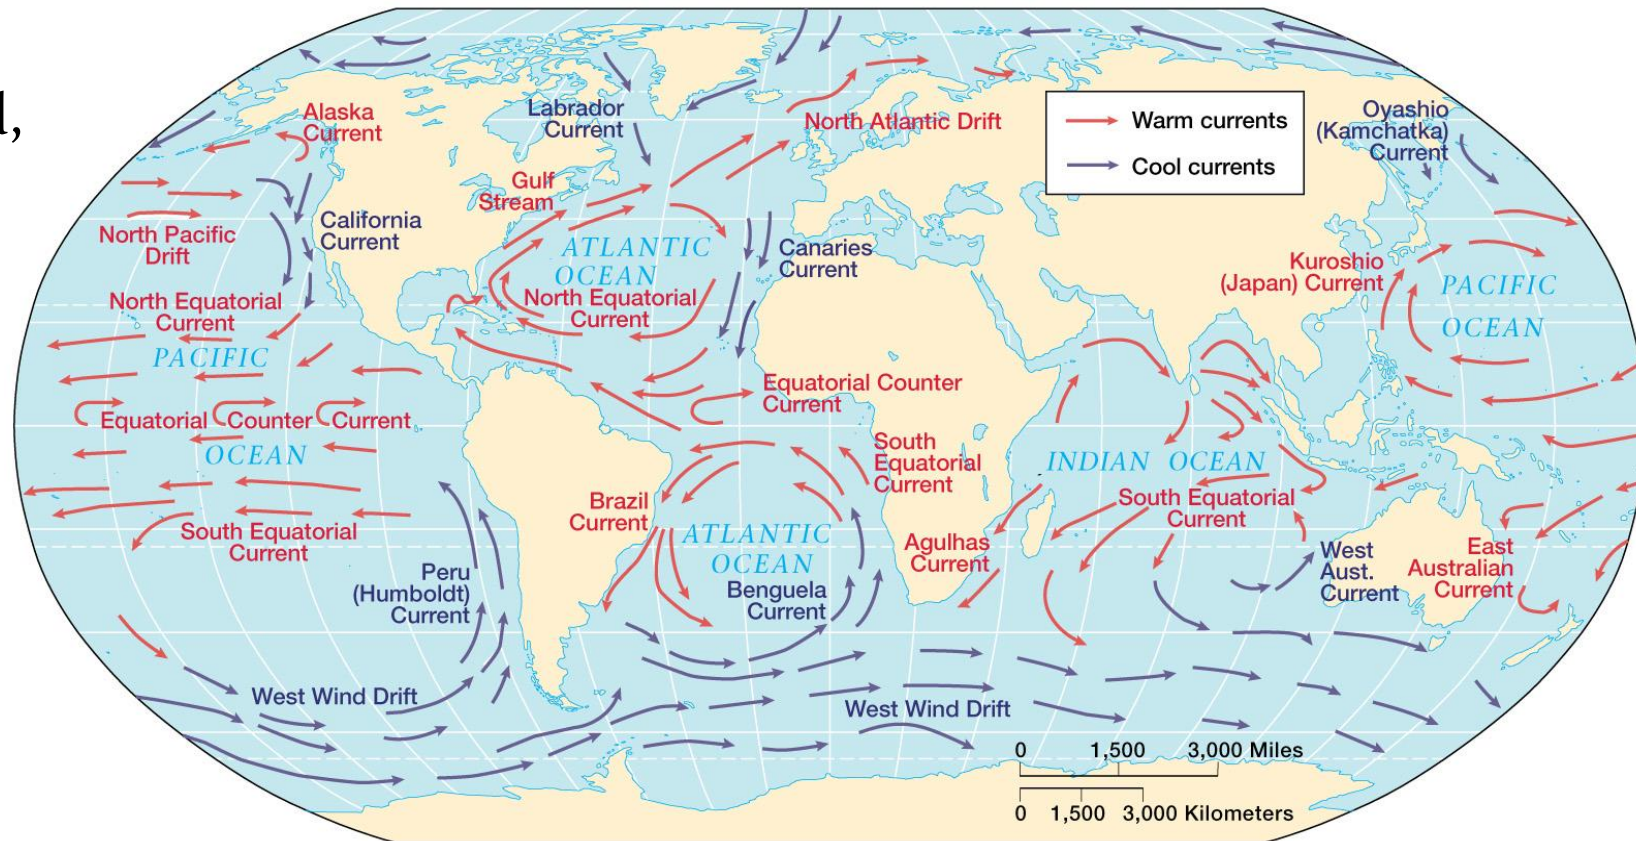 l,
Alaska
Current
Labrador
Current
North Atlantic Drift
Warm currents
Cool currents
Oyashio
(Kamchatka)
Current
Gulf
Stream
California
Current
North Pacific
Drift
ATLANTIC
OCEAN
Canaries
Current
Kuroshio
(Japan) Current
PACIFIC
OCEAN
North Equatorial
Current
North Equatorial
Current
PACIFIC
Equatorial Counter Current
OCEAN
Equatorial Counter
Current
South
Equatorial
Current
INDIAN OCEAN
South Equatorial
Current
Brazil
Current
South Equatorial
Current
ATLANTIC
OCEAN
Agulhas
Current
West
Aust.
Current
East
Australian
Current
Peru
(Humboldt)
Current
Benguela
Current
West Wind Drift
West Wind Drift
0 1,500 3,000 Miles
0 1,500 3,000 Kilometers